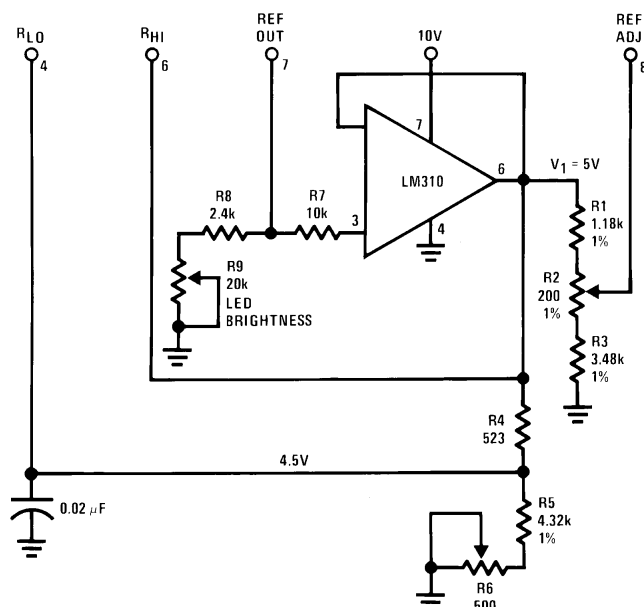 R LO
4
R HI
6
REF
OUT
7
10V
REF
ADJ
8
7
LM310
6
V1 = 5V
3
4
R8
2.4k
R7
10k
R9
20k
LED
BRIGHTNESS
R1
1.18k
1%
R2
200
1%
R3
3.48k
1%
R4
523
4.5V
0.02 μF
R5
4.32k
1%
R6
500